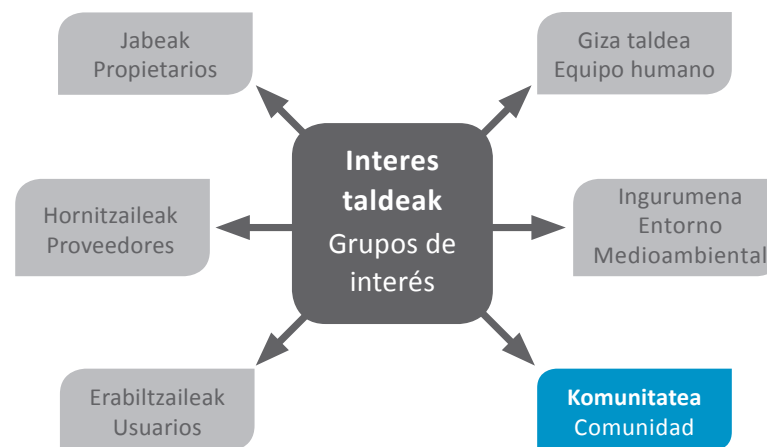 Jabeak
Propietarios
Giza taldea
Equipo humano
Interes
taldeak
Grupos de
interés
Hornitzaileak
Proveedores
Ingurumena
Entorno
Medioambiental
Erabiltzaileak
Usuarios
Komunitatea
Comunidad